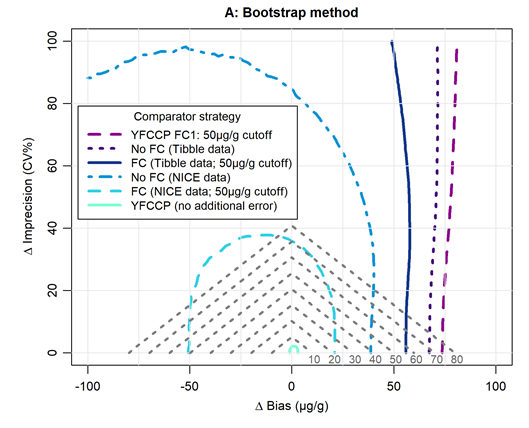 A: Bootstrap method
100
80
60
40
20
0
Δ Imprecision (CV%)
Comparator strategy
YFCCP FC1: 50µg/g cutoff
No FC (Tibble data)
FC (Tibble data; 50µg/g cutoff)
No FC (NICE data)
FC (NICE data; 50µg/g cutoff)
YFCCP (no additional error)
10 20 30 40 50 60 70 80
-100 -50 0 50 100
Δ Bias (µg/g)